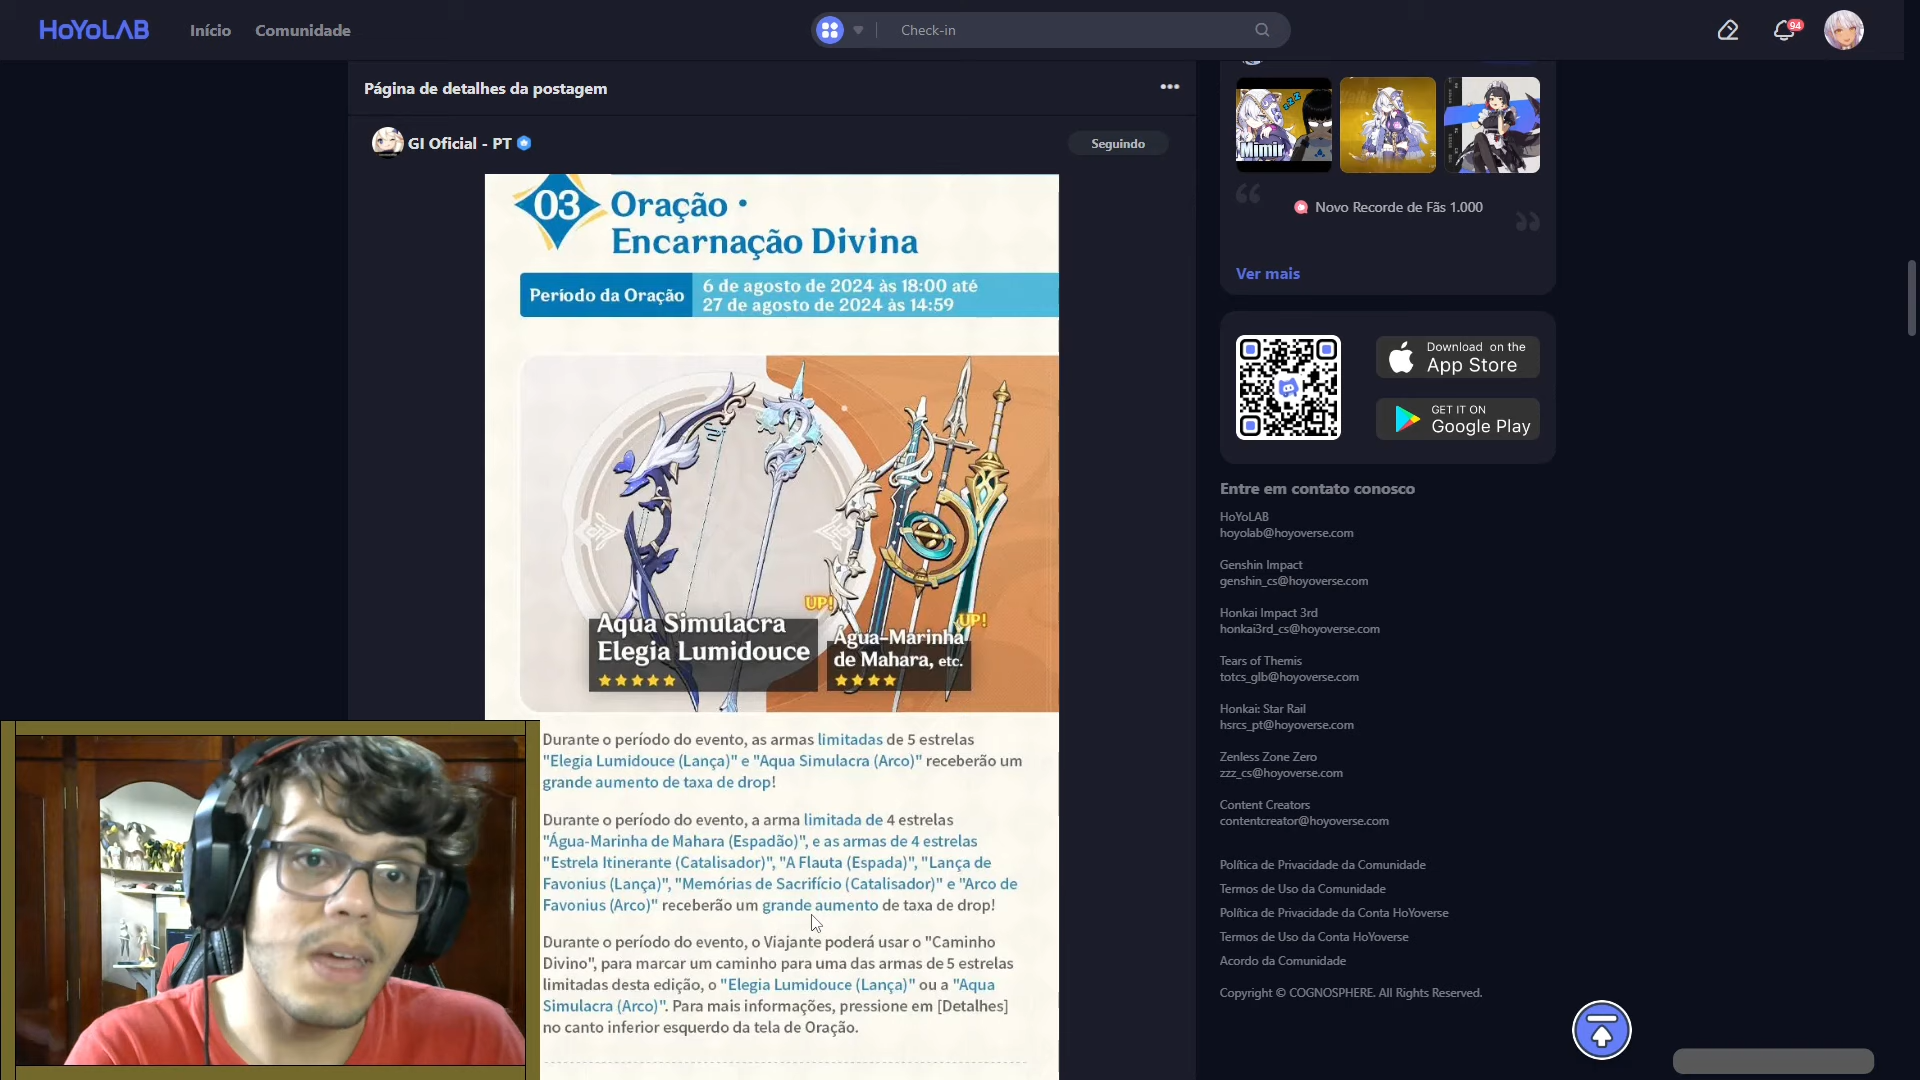 HoYoLAB
Início
Comunidade
Check-in
94
Página de detalhes da postagem
GI Oficial - PT
Seguindo
03
Oração •
Encarnação Divina
Período da Oração
6 de agosto de 2024 às 18:00 até
27 de agosto de 2024 às 14:59
UP!
Aqua Simulacra
Elegia Lumidouce
UP!
Água-Marinha
de Mahara, etc.
Durante o período do evento, as armas limitadas de 5 estrelas
"Elegia Lumidouce (Lança)" e "Aqua Simulacra (Arco)" receberão um
grande aumento de taxa de drop!
Durante o período do evento, a arma limitada de 4 estrelas
"Água-Marinha de Mahara (Espadão)", e as armas de 4 estrelas
"Estrela Itinerante (Catalisador)", "A Flauta (Espada)", "Lança de
Favonius (Lança)", "Memórias de Sacrifício (Catalisador)" e "Arco de
Favonius (Arco)" receberão um grande aumento de taxa de drop!
Durante o período do evento, o Viajante poderá usar o "Caminho
Divino", para marcar um caminho para uma das armas de 5 estrelas
limitadas desta edição, o "Elegia Lumidouce (Lança)" ou a "Aqua
Simulacra (Arco)". Para mais informações, pressione em [Detalhes]
no canto inferior esquerdo da tela de Oração.
zzz
Mimir
Novo Recorde de Fãs 1.000
Ver mais
Download on the
App Store
GET IT ON
Google Play
Entre em contato conosco
HoYoLAB
hoyolab@hoyoverse.com
Genshin Impact
genshin_cs@hoyoverse.com
Honkai Impact 3rd
honkai3rd_cs@hoyoverse.com
Tears of Themis
totcs_glb@hoyoverse.com
Honkai: Star Rail
hsrcs_pt@hoyoverse.com
Zenless Zone Zero
zzz_cs@hoyoverse.com
Content Creators
contentcreator@hoyoverse.com
Política de Privacidade da Comunidade
Termos de Uso da Comunidade
Política de Privacidade da Conta HoYoverse
Termos de Uso da Conta HoYoverse
Acordo da Comunidade
Copyright © COGNOSPHERE. All Rights Reserved.